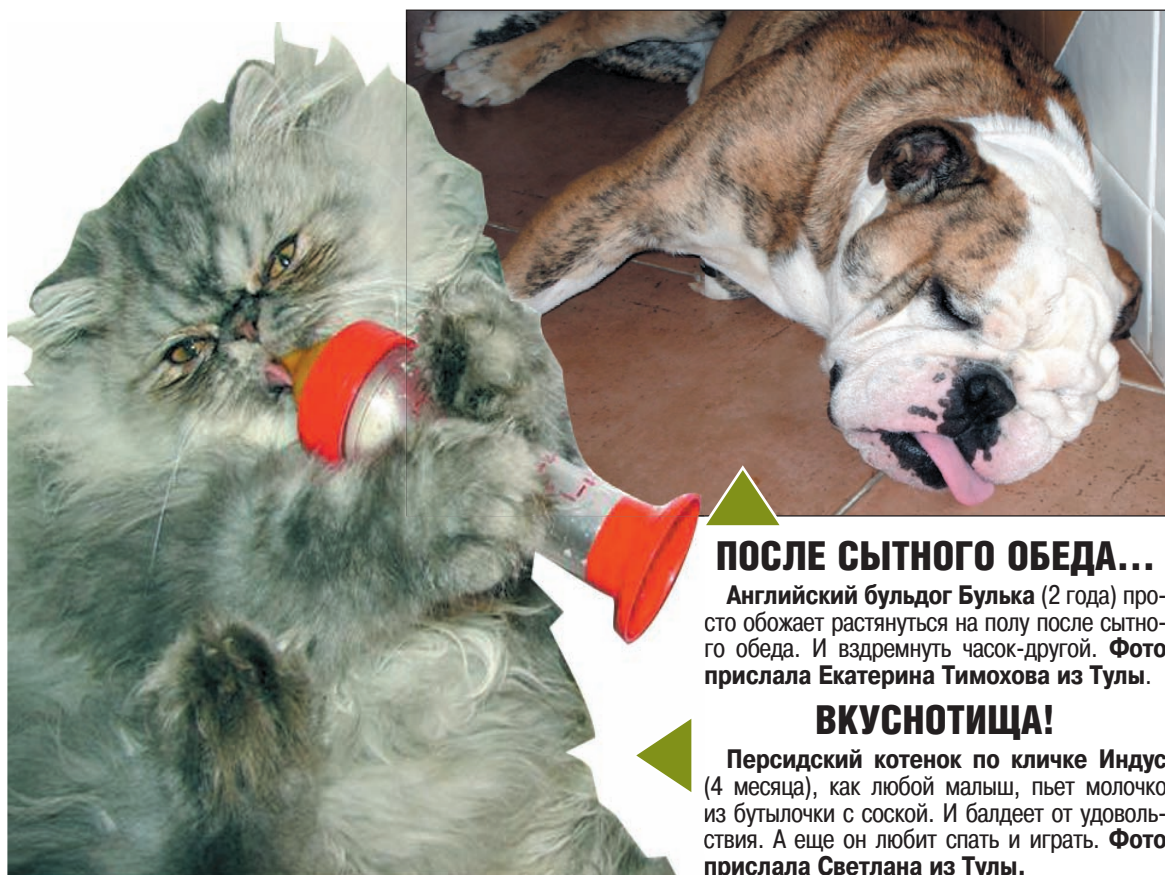 ПОСЛЕ СЫТНОГО ОБЕДА...
Английский бульдог Булька (2 года) про-
сто обожает растянуться на полу после сытно-
го обеда. И вздремнуть часок-другой. Фото
прислала Екатерина Тимохова из Тулы.
ВКУСНОТИЩА!
Персидский котенок по кличке Индус
(4 месяца), как любой малыш, пьет молочко
из бутылочки с соской. И балдеет от удоволь-
ствия. А еще он любит спать и играть. Фото
прислала Светлана из Тулы.